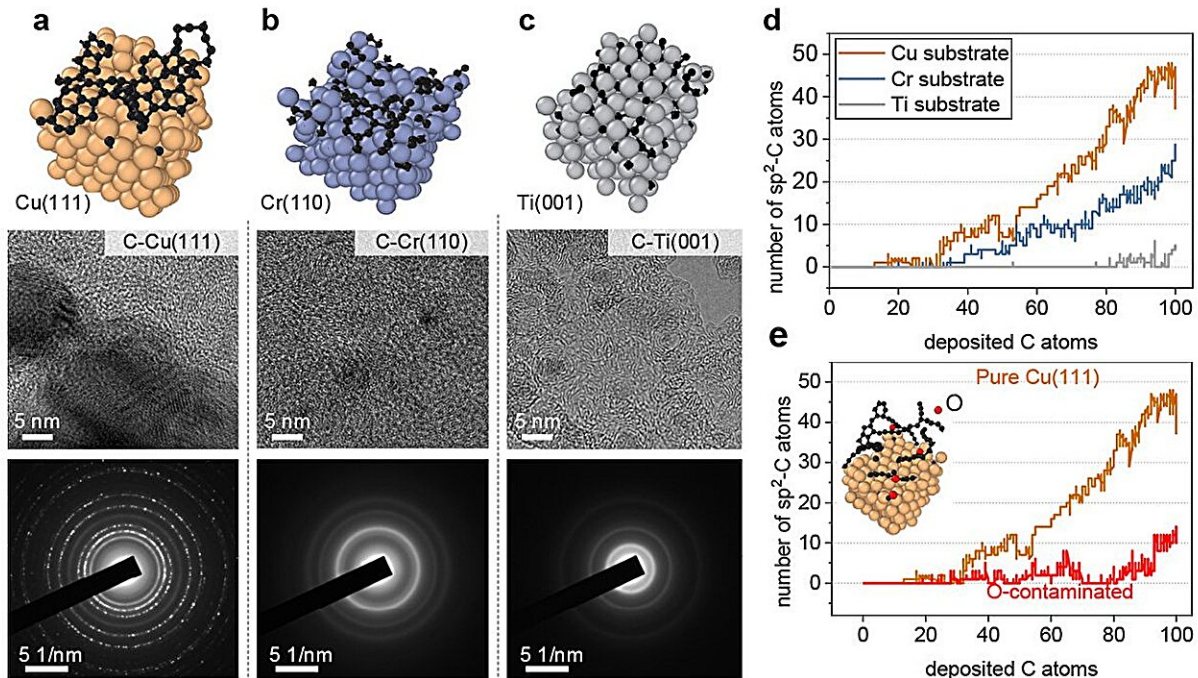 a
Cu(111)
b
Cr(110)
c
Ti(001)
C-Cu(111)
5 nm
C-Cr(110)
5 nm
C-Ti(001)
5 nm
5 1/nm
5 1/nm
5 1/nm
d
number of sp²-C atoms
50
40
30
20
10
0
Cu substrate
Cr substrate
Ti substrate
0 20 40 60 80 100
deposited C atoms
e
Pure Cu(111)
number of sp²-C atoms
50
40
30
20
10
0
O
O-contaminated
0 20 40 60 80 100
deposited C atoms